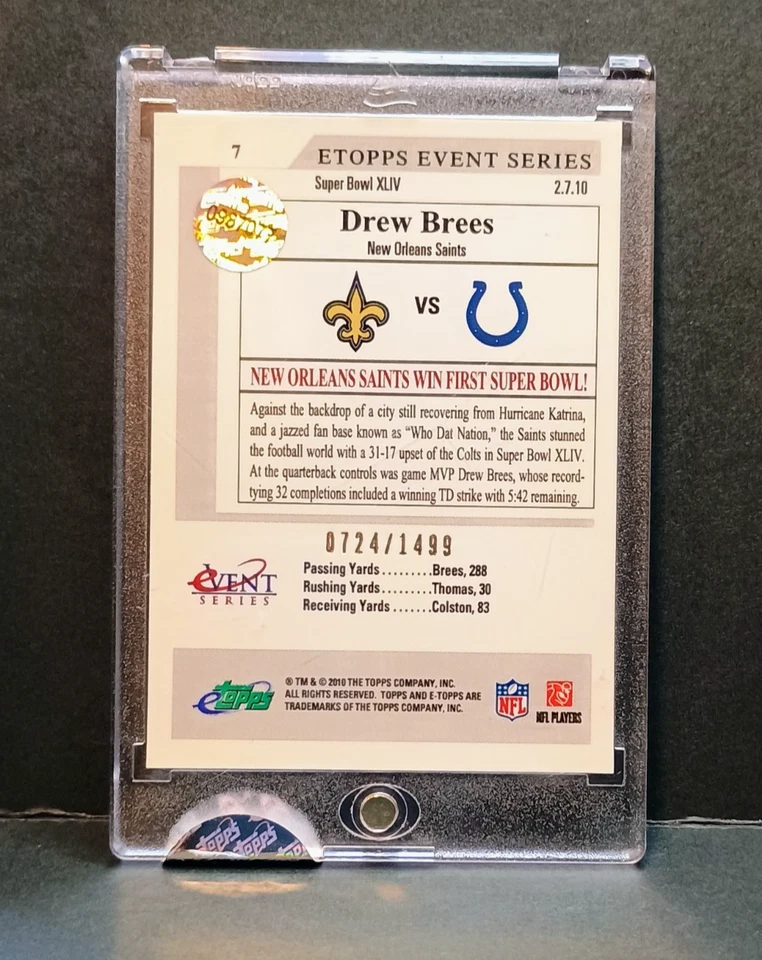 7
ETOPPS EVENT SERIES
Super Bowl XLIV 2.7.10
Drew Brees
New Orleans Saints
VS
NEW ORLEANS SAINTS WIN FIRST SUPER BOWL!
Against the backdrop of a city still recovering from Hurricane Katrina,
and a jazzed fan base known as “Who Dat Nation,” the Saints stunned
the football world with a 31-17 upset of the Colts in Super Bowl XLIV.
At the quarterback controls was game MVP Drew Brees, whose record-
tying 32 completions included a winning TD strike with 5:42 remaining.
0724/1499
eVENT
SERIES
Passing Yards.........Brees, 288
Rushing Yards.........Thomas, 30
Receiving Yards.......Colston, 83
etopps
® TM & © 2010 THE TOPPS COMPANY, INC.
ALL RIGHTS RESERVED. TOPPS AND E-TOPPS ARE
TRADEMARKS OF THE TOPPS COMPANY, INC.
NFL
NFL PLAYERS
topps topps topps